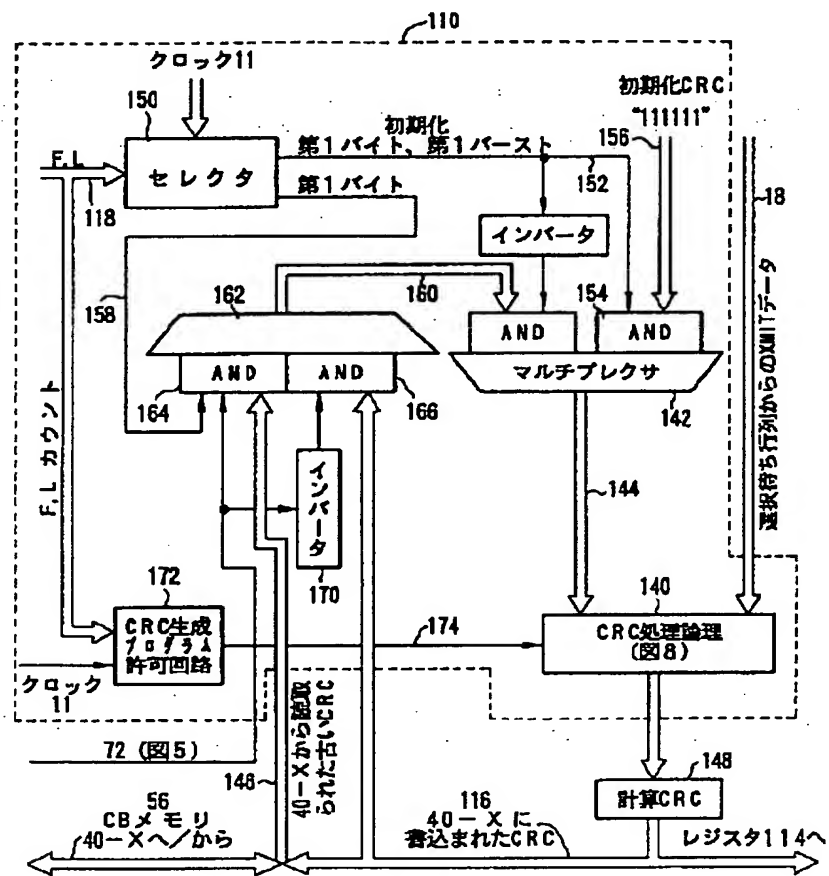 110
クロック11
150
セレクタ
F,L
118
初期化
第1バイト、第1バースト
第1バイト
152
初期化CRC
"111111"
156
18
選択待ち行列からのXMITデータ
インバータ
158
162
160
154
AND
AND
マルチプレクサ
142
164
AND
AND
166
F,Lカウント
インバータ
170
144
172
CRC生成
プログラム
許可回路
クロック
11
174
140
CRC処理論理
(図8)
72(図5)
146
40-Xから読取
られた古いCRC
148
計算CRC
56
CBメモリ
40-Xへ/から
116
40-Xに
書込まれたCRC
レジスタ114へ